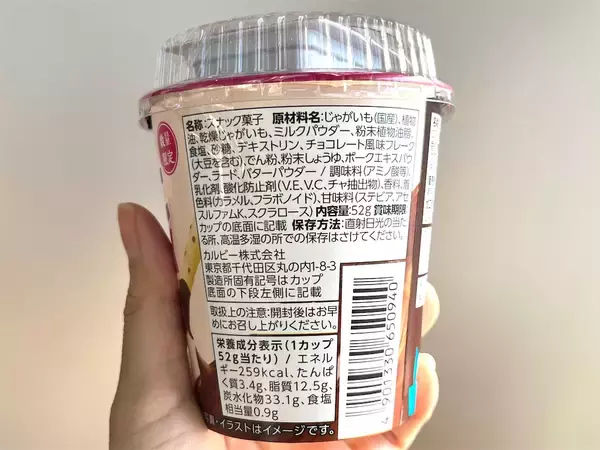 名称:スナック菓子 原材料名:じゃがいも(国産)、植物
油、乾燥じゃがいも、ミルクパウダー、粉末植物油脂、
食塩、砂糖、デキストリン、チョコレート風味フレーク
(大豆を含む)、でん粉、粉末しょうゆ、ポークエキスパウ
ダー、ラード、バターパウダー / 調味料(アミノ酸等)、
乳化剤、酸化防止剤(V.E、V.C、チャ抽出物)、香料、着
色料(カラメル、フラボノイド)、甘味料(ステビア、アセ
スルファムK、スクラロース) 内容量:52g 賞味期限:
カップの底面に記載 保存方法:直射日光の当た
る所、高温多湿の所での保存はさけてください。
カルビー株式会社
東京都千代田区丸の内1-8-3
製造所固有記号はカップ
底面の下段左側に記載
取扱上の注意:開封後はお早
めにお召し上がりください。
栄養成分表示(1カップ
52g当たり) / エネル
ギー259kcal、たんぱ
く質3.4g、脂質12.5g、
炭水化物33.1g、食塩
相当量0.9g
写真・イラストはイメージです。
4 901330 650940
数量
限定